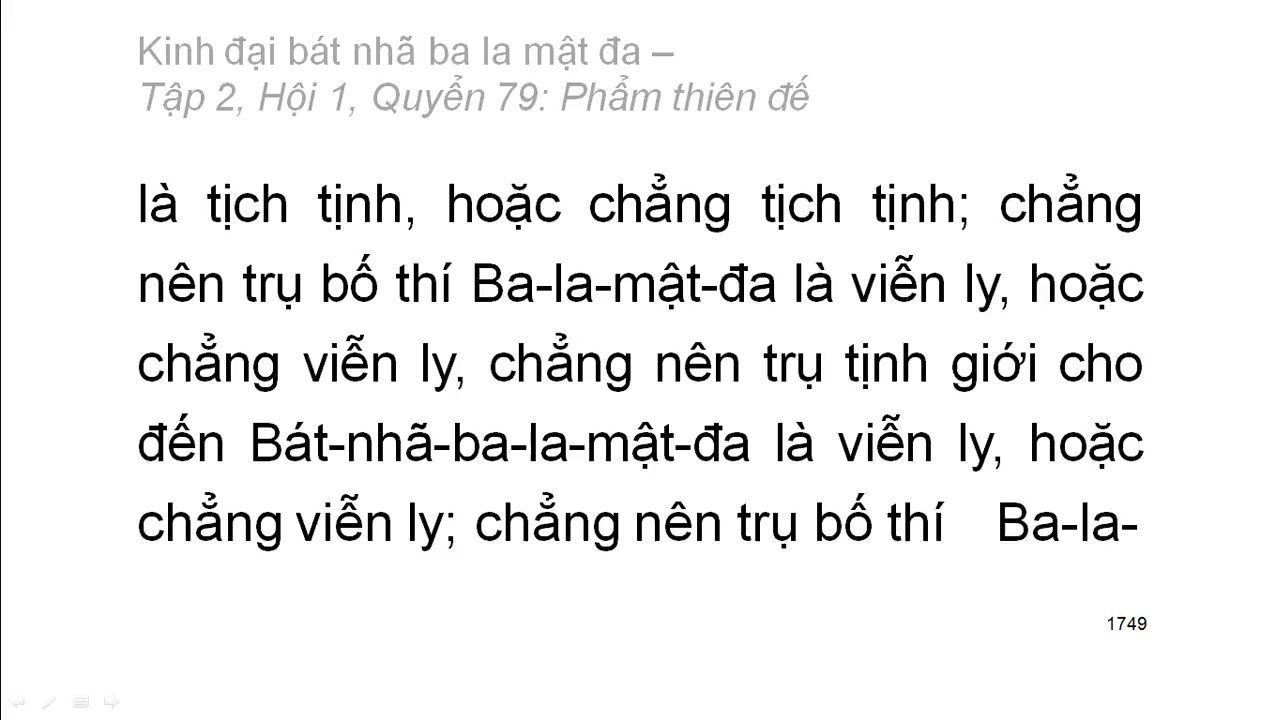 Kinh đại bát nhã ba la mật đa –
Tập 2, Hội 1, Quyển 79: Phẩm thiên đế
là tịch tịnh, hoặc chẳng tịch tịnh; chẳng
nên trụ bố thí Ba-la-mật-đa là viễn ly, hoặc
chẳng viễn ly, chẳng nên trụ tịnh giới cho
đến Bát-nhã-ba-la-mật-đa là viễn ly, hoặc
chẳng viễn ly; chẳng nên trụ bố thí Ba-la-
1749